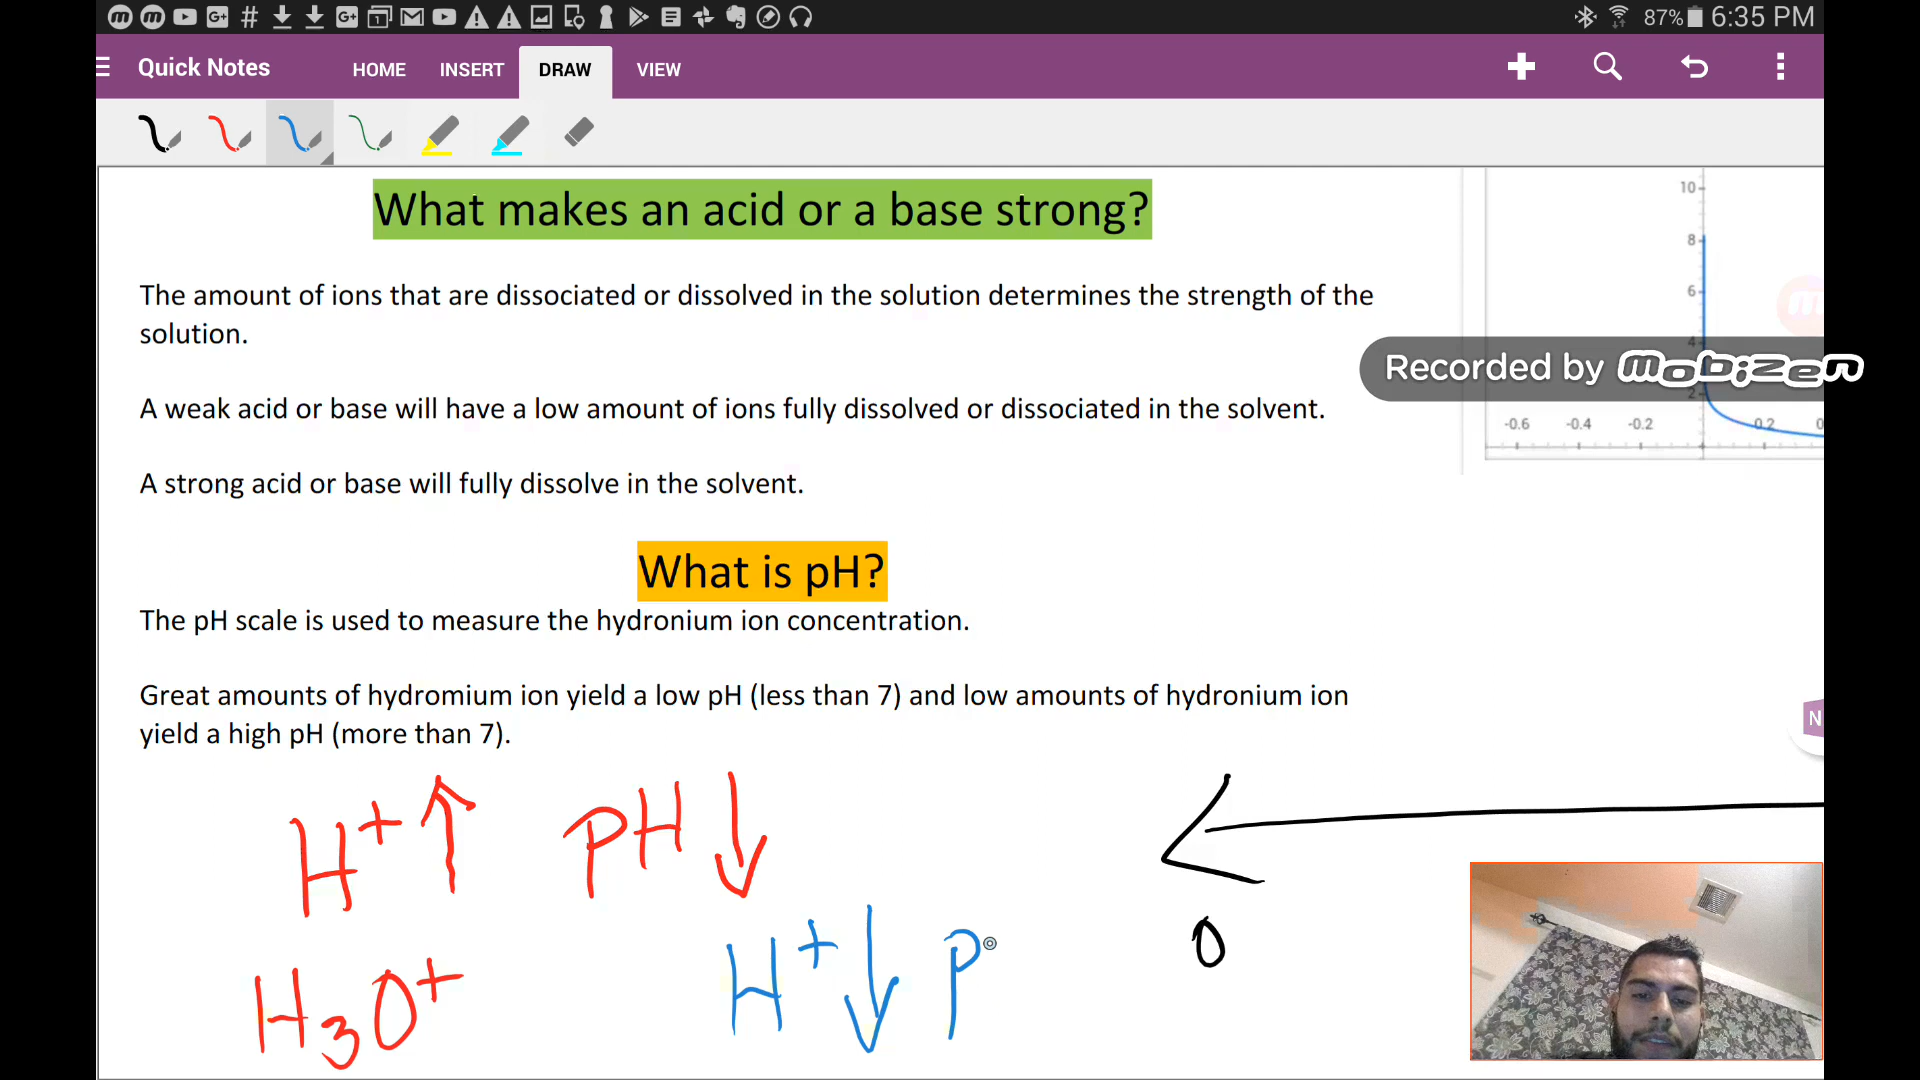 87% 6:35 PM
Quick Notes HOME INSERT DRAW VIEW
What makes an acid or a base strong?
The amount of ions that are dissociated or dissolved in the solution determines the strength of the
solution.
A weak acid or base will have a low amount of ions fully dissolved or dissociated in the solvent.
A strong acid or base will fully dissolve in the solvent.
10
8
6
4
2
-0.6 -0.4 -0.2 0.2 0
Recorded by mobizen
What is pH?
The pH scale is used to measure the hydronium ion concentration.
Great amounts of hydromium ion yield a low pH (less than 7) and low amounts of hydronium ion
yield a high pH (more than 7).
N
H+ ↑ pH ↓
H+ ↓ P
0
H3O+